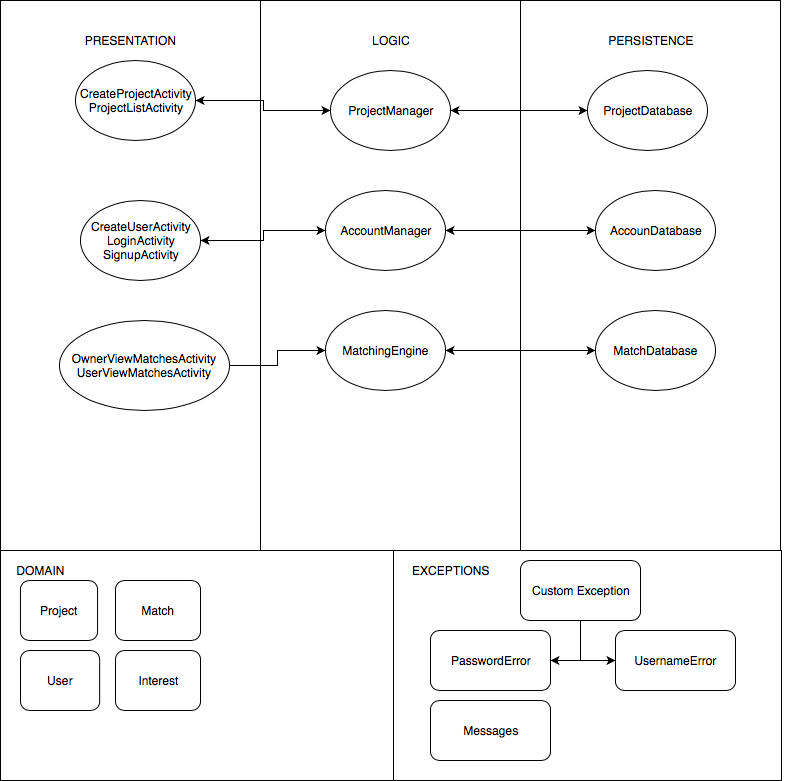 PRESENTATION
LOGIC
PERSISTENCE
CreateProjectActivity
ProjectListActivity
ProjectManager
ProjectDatabase
CreateUserActivity
LoginActivity
SignupActivity
AccountManager
AccounDatabase
OwnerViewMatchesActivity
UserViewMatchesActivity
MatchingEngine
MatchDatabase
DOMAIN
Project
Match
User
Interest
EXCEPTIONS
Custom Exception
PasswordError
UsernameError
Messages